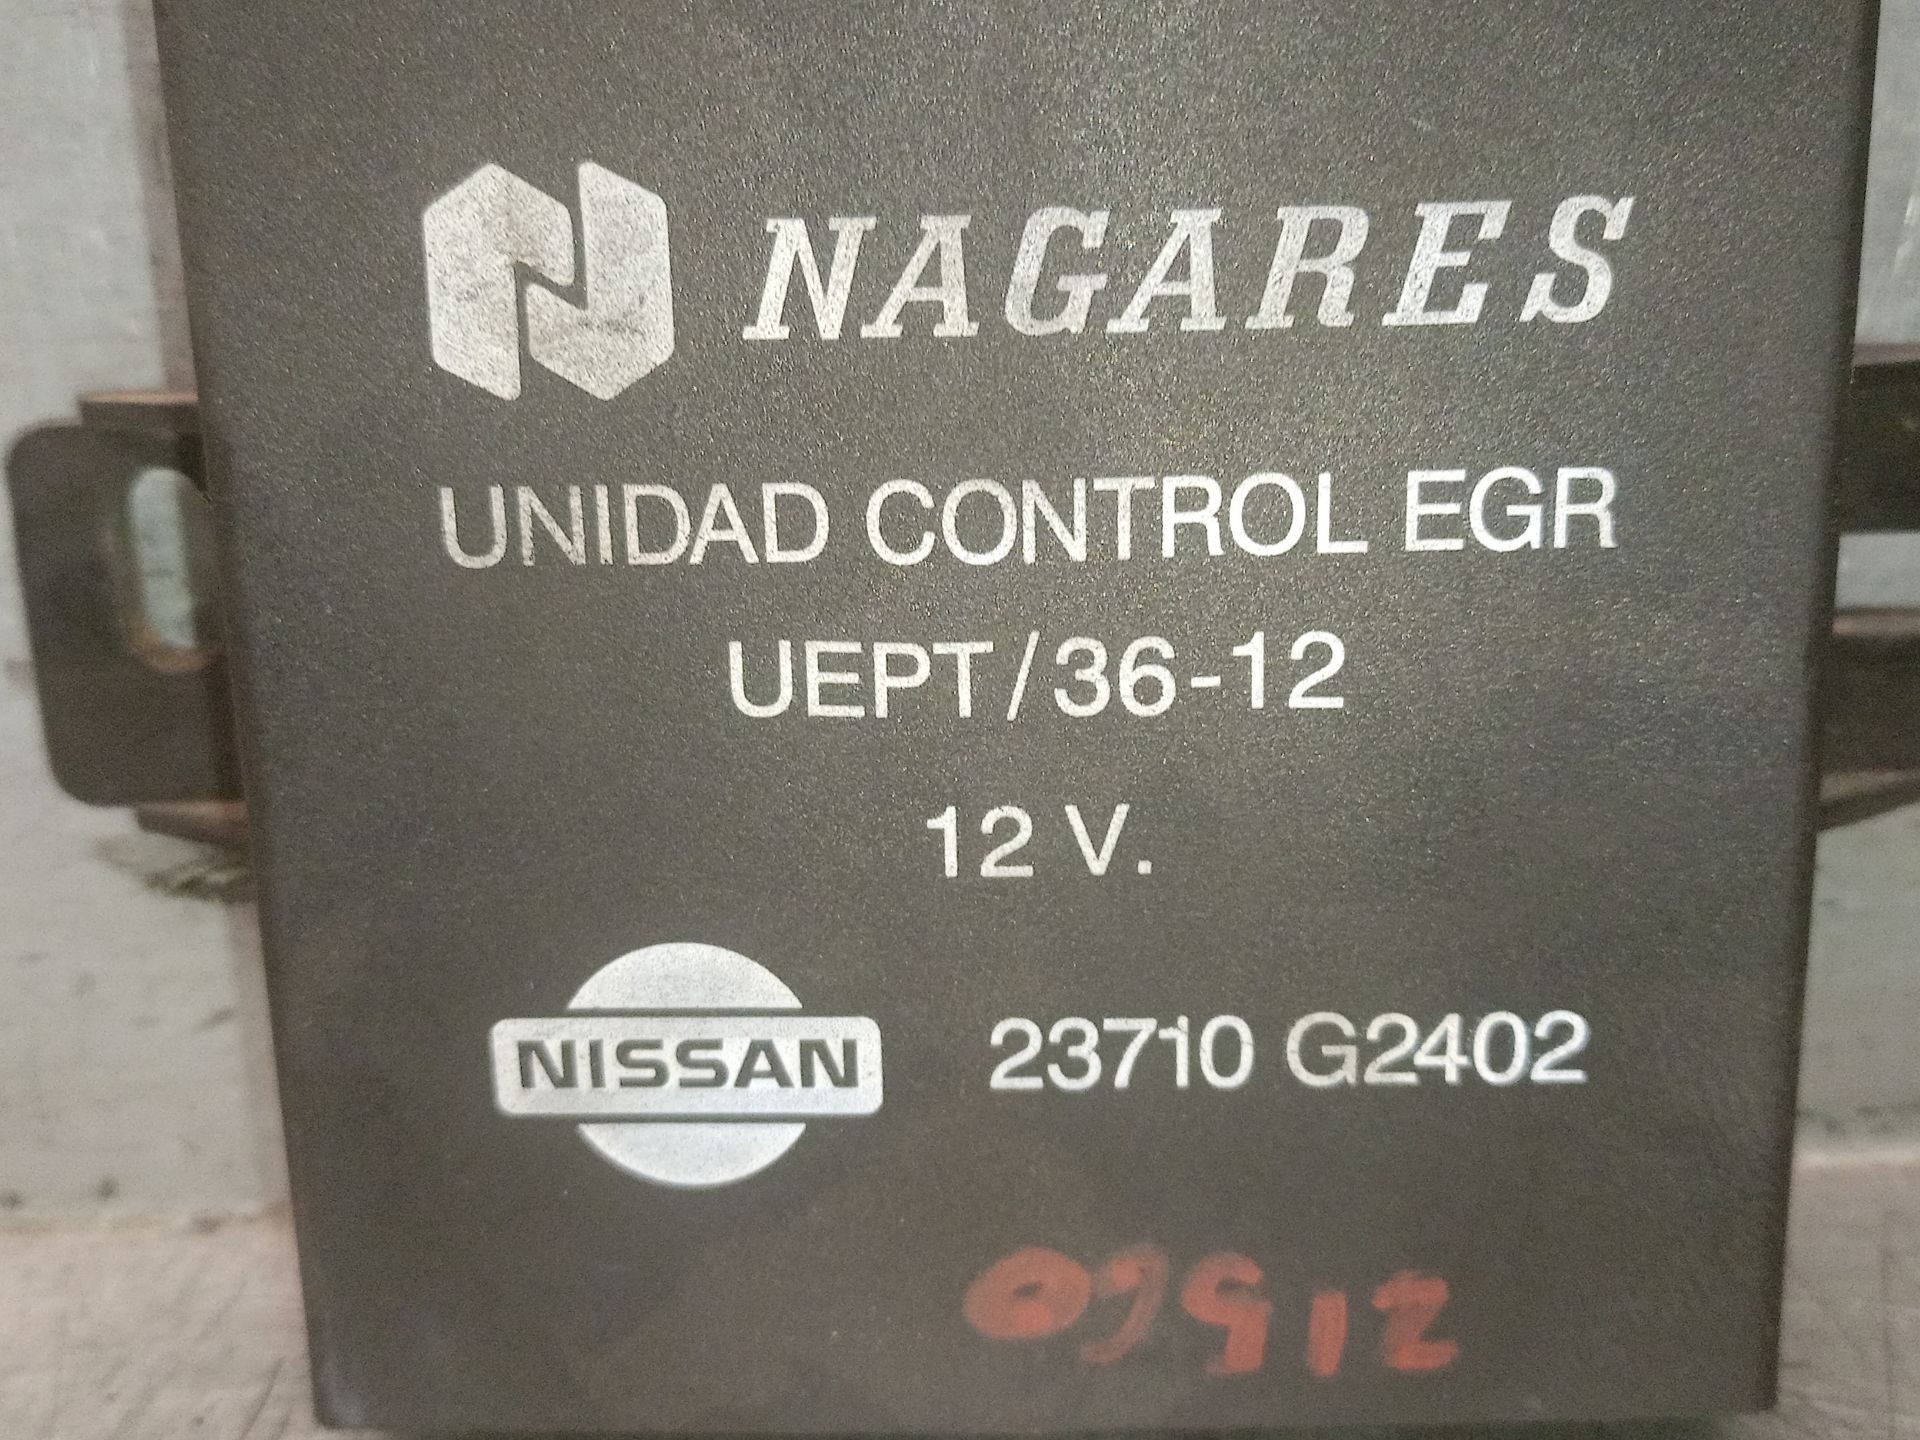 NAGARES
UNIDAD CONTROL EGR
UEPT/36-12
12 V.
NISSAN 23710 G2402